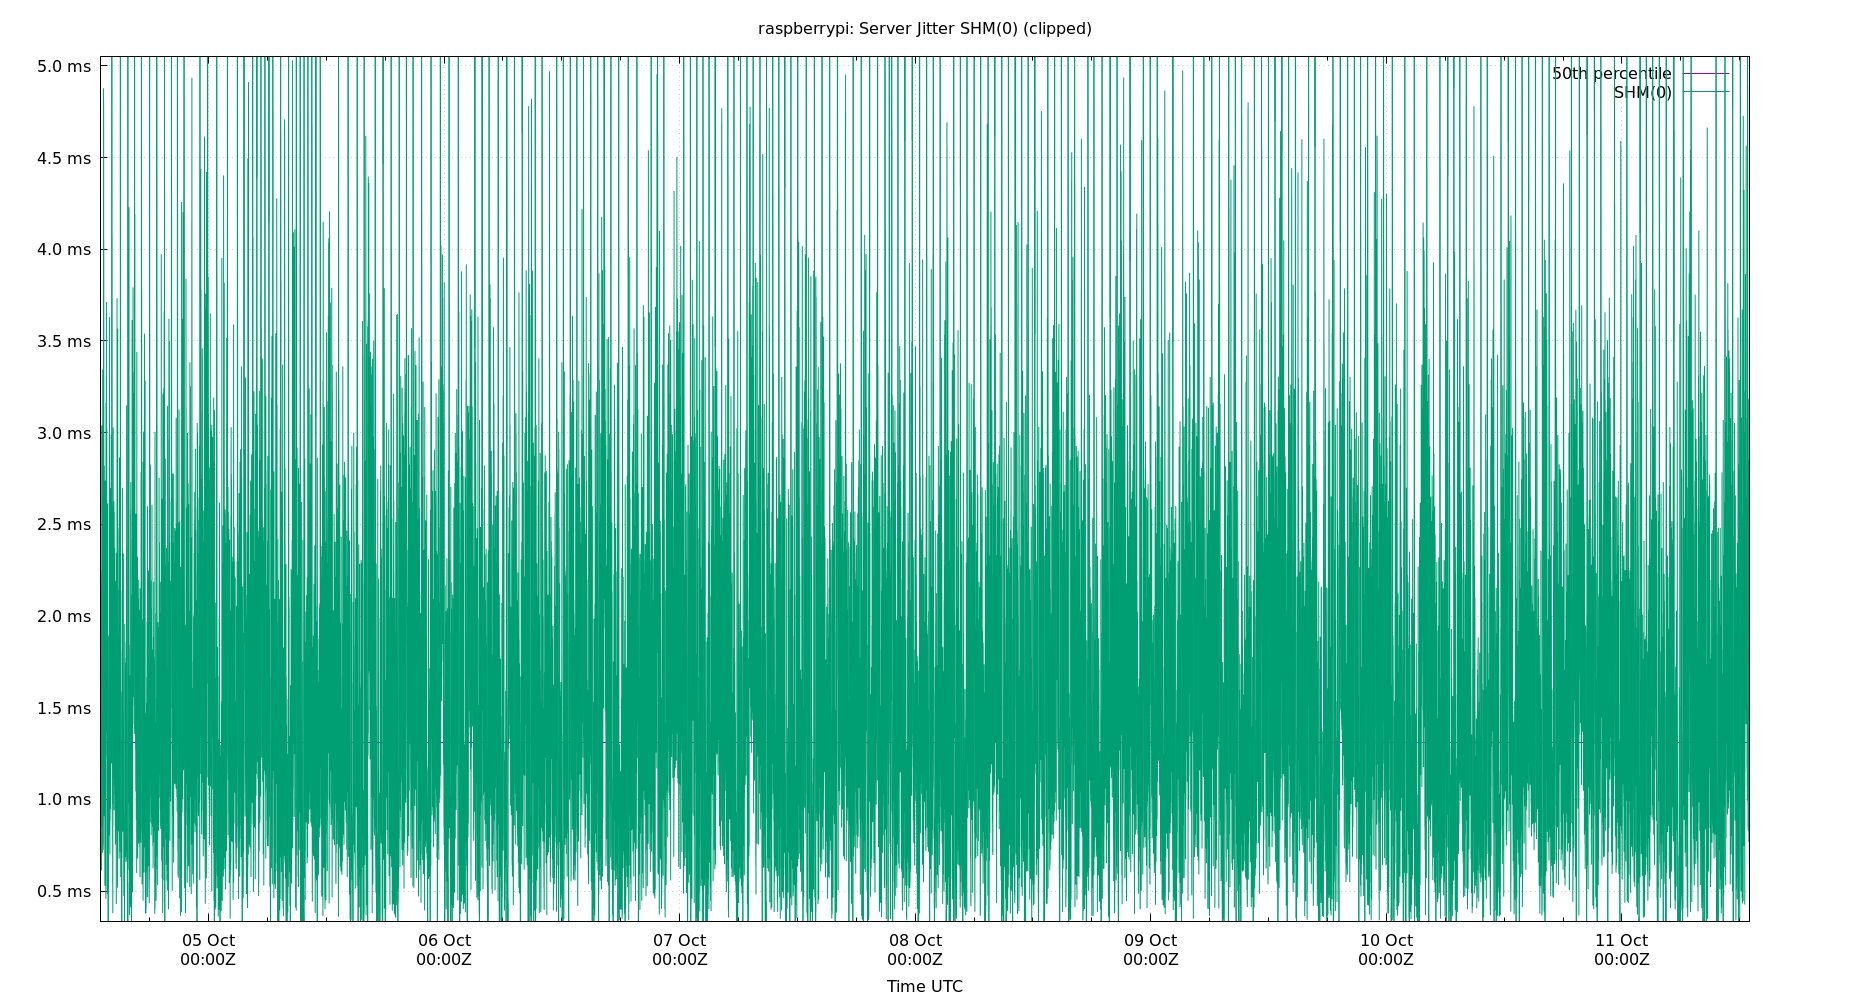 raspberrypi: Server Jitter SHM(0) (clipped)
5.0 ms
50th percentile
SHM(0)
4.5 ms
4.0 ms
3.5 ms
3.0 ms
2.5 ms
2.0 ms
1.5 ms
1.0 ms
0.5 ms
05 Oct 06 Oct 07 Oct 08 Oct 09 Oct 10 Oct 11 Oct
00:00Z 00:00Z 00:00Z 00:00Z 00:00Z 00:00Z 00:00Z
Time UTC